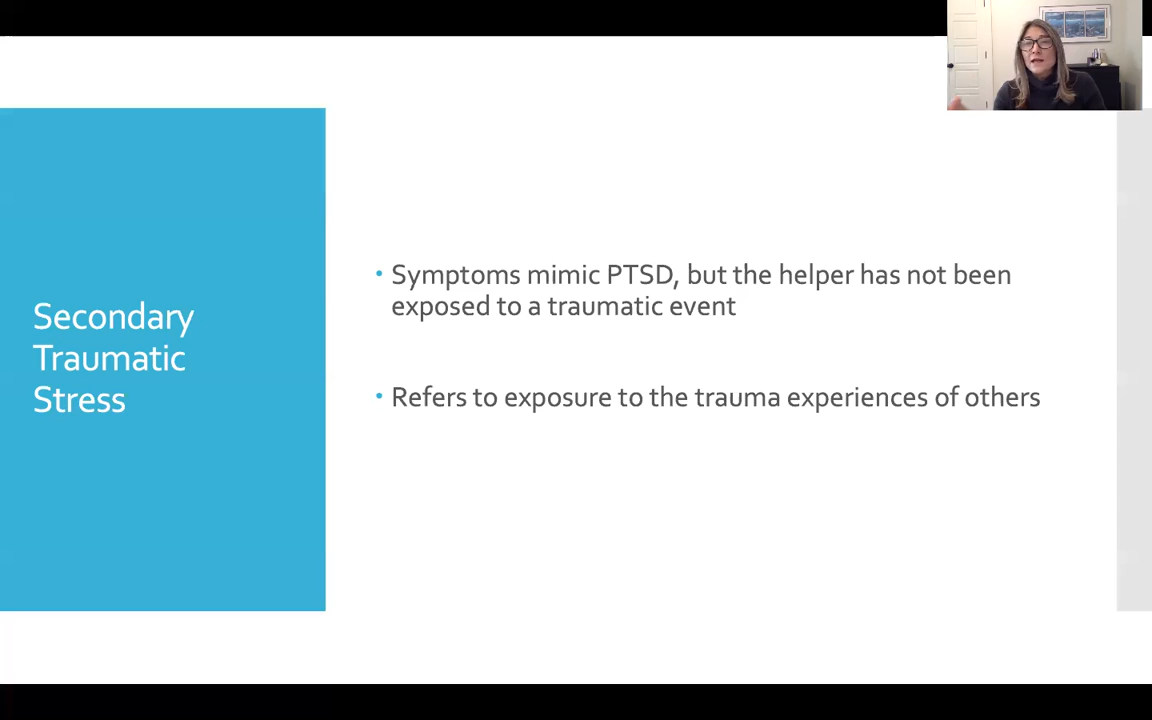 Secondary
Traumatic
Stress
• Symptoms mimic PTSD, but the helper has not been
exposed to a traumatic event
• Refers to exposure to the trauma experiences of others